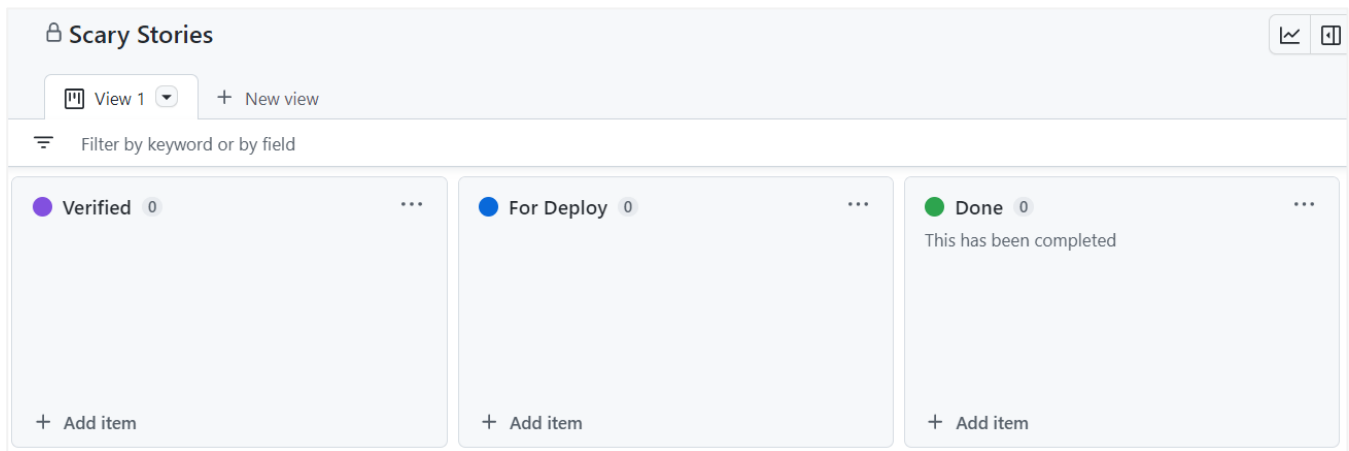 Scary Stories
View 1 New view
Filter by keyword or by field
Verified 0
For Deploy 0
Done 0
This has been completed
Add item
Add item
Add item